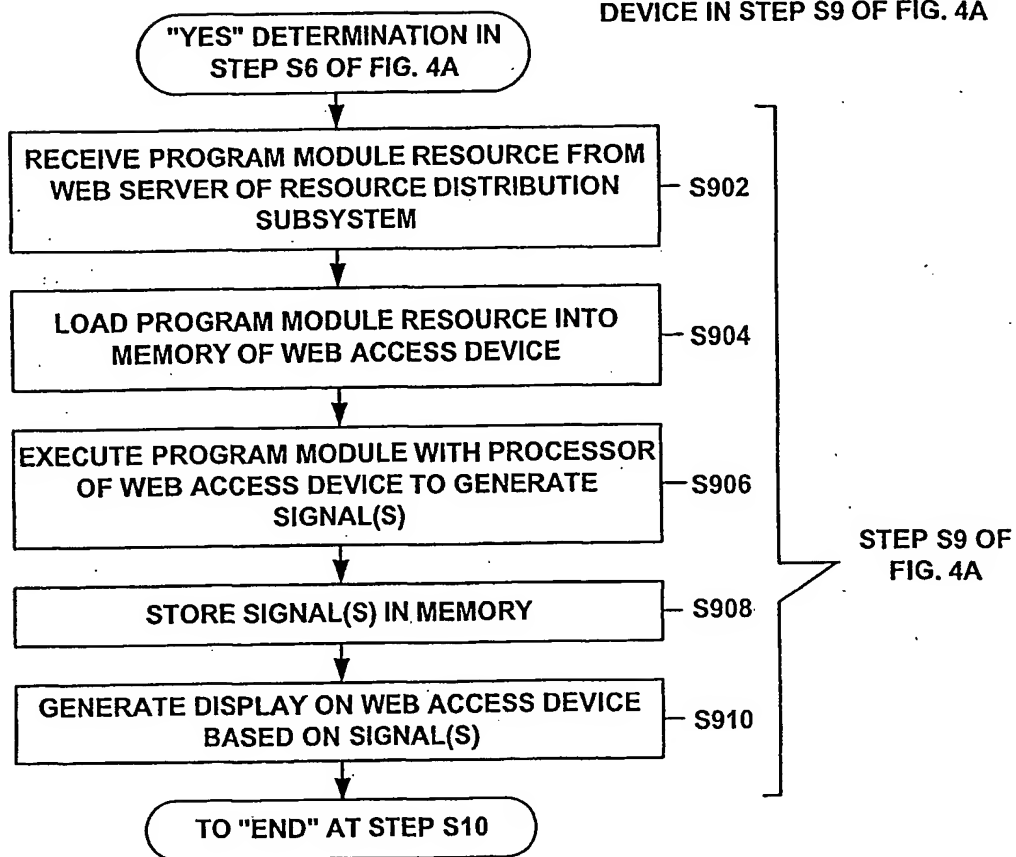 DEVICE IN STEP S9 OF FIG. 4A
"YES" DETERMINATION IN
STEP S6 OF FIG. 4A
RECEIVE PROGRAM MODULE RESOURCE FROM
WEB SERVER OF RESOURCE DISTRIBUTION
SUBSYSTEM
S902
LOAD PROGRAM MODULE RESOURCE INTO
MEMORY OF WEB ACCESS DEVICE
S904
EXECUTE PROGRAM MODULE WITH PROCESSOR
OF WEB ACCESS DEVICE TO GENERATE
SIGNAL(S)
S906
STORE SIGNAL(S) IN MEMORY
S908
GENERATE DISPLAY ON WEB ACCESS DEVICE
BASED ON SIGNAL(S)
S910
STEP S9 OF
FIG. 4A
TO "END" AT STEP S10